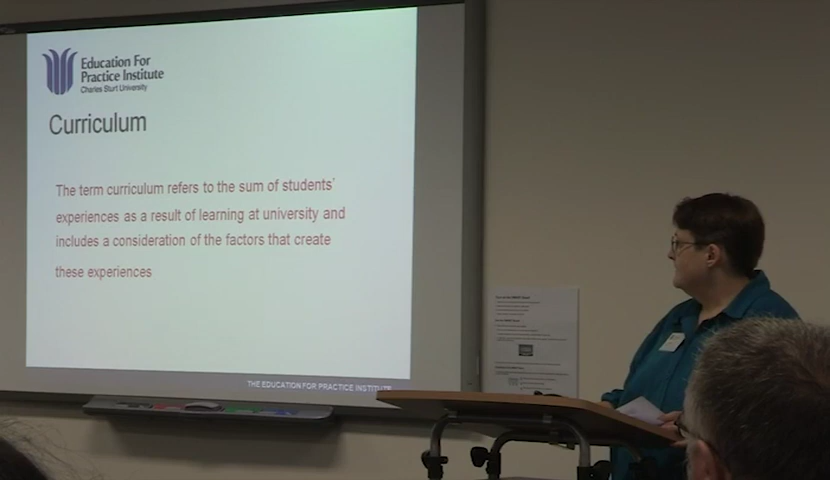 Education For
Practice Institute
Charles Sturt University
Curriculum
The term curriculum refers to the sum of students'
experiences as a result of learning at university and
includes a consideration of the factors that create
these experiences
THE EDUCATION FOR PRACTICE INSTITUTE